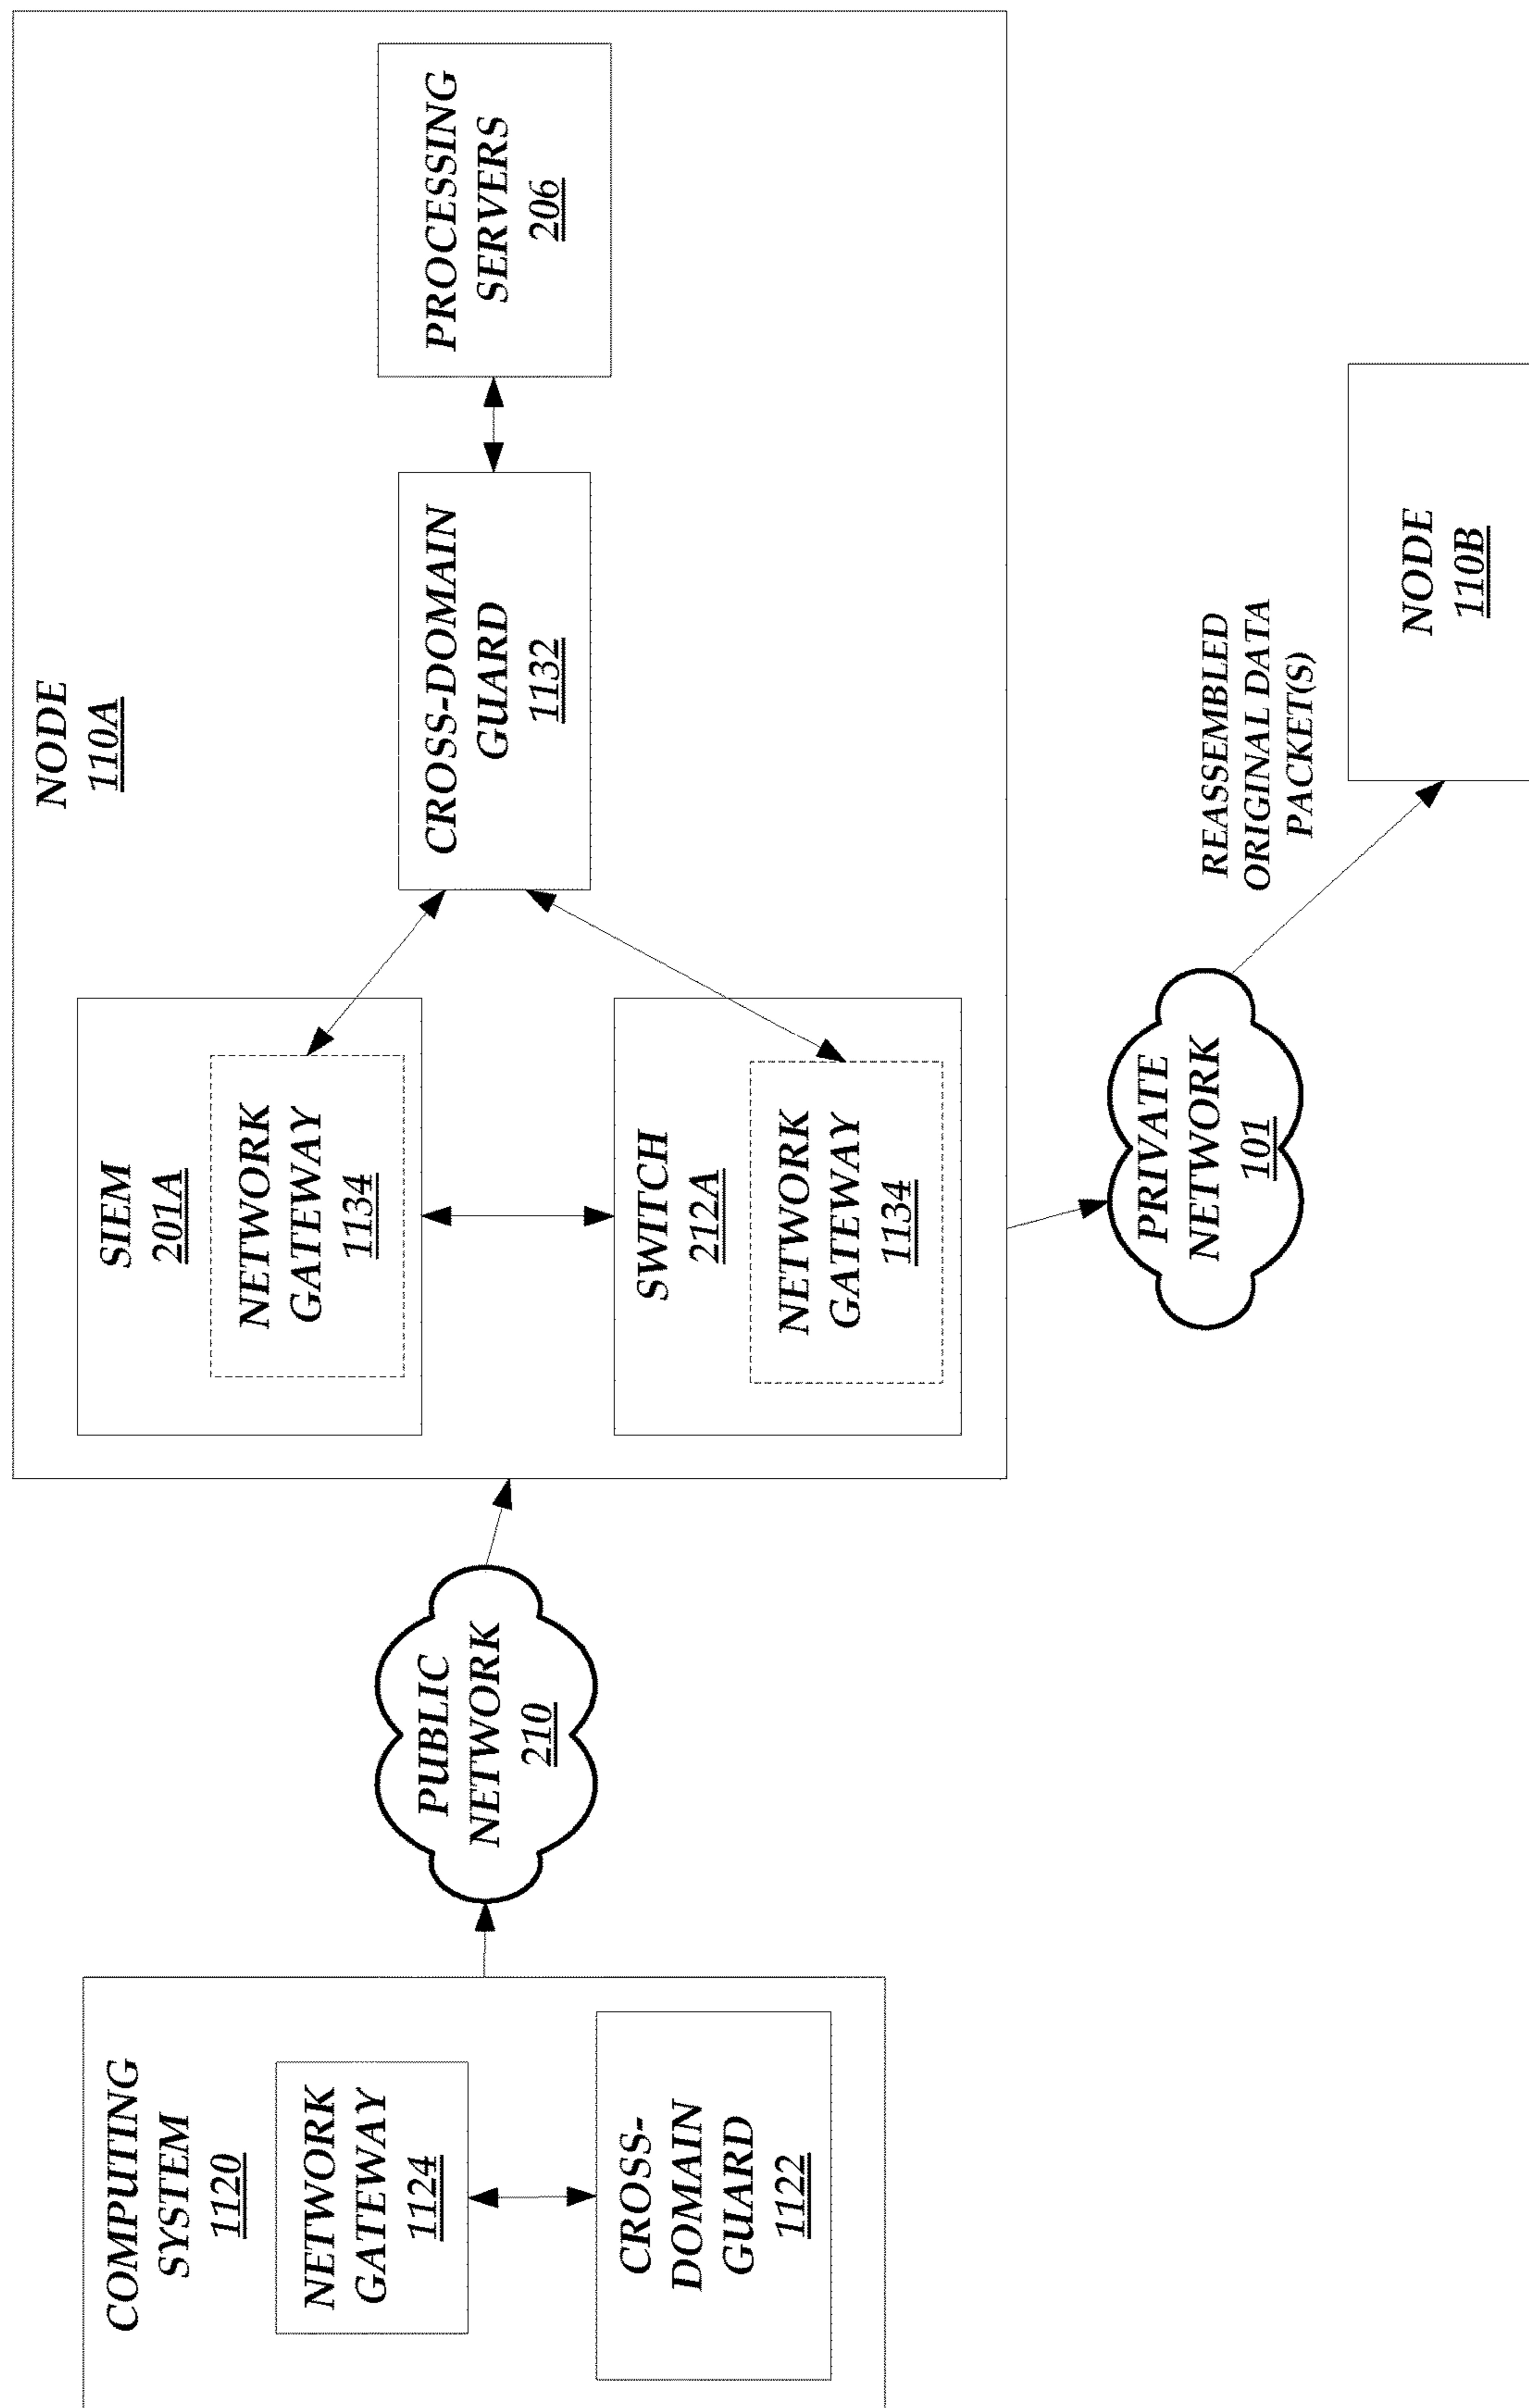 COMPUTING
SYSTEM
1120
NETWORK
GATEWAY
1124
CROSS-
DOMAIN
GUARD
1122
PUBLIC
NETWORK
210
NODE
110A
SIEM
201A
NETWORK
GATEWAY
1134
SWITCH
212A
NETWORK
GATEWAY
1134
CROSS-DOMAIN
GUARD
1132
PROCESSING
SERVERS
206
PRIVATE
NETWORK
101
REASSEMBLED
ORIGINAL DATA
PACKET(S)
NODE
110B